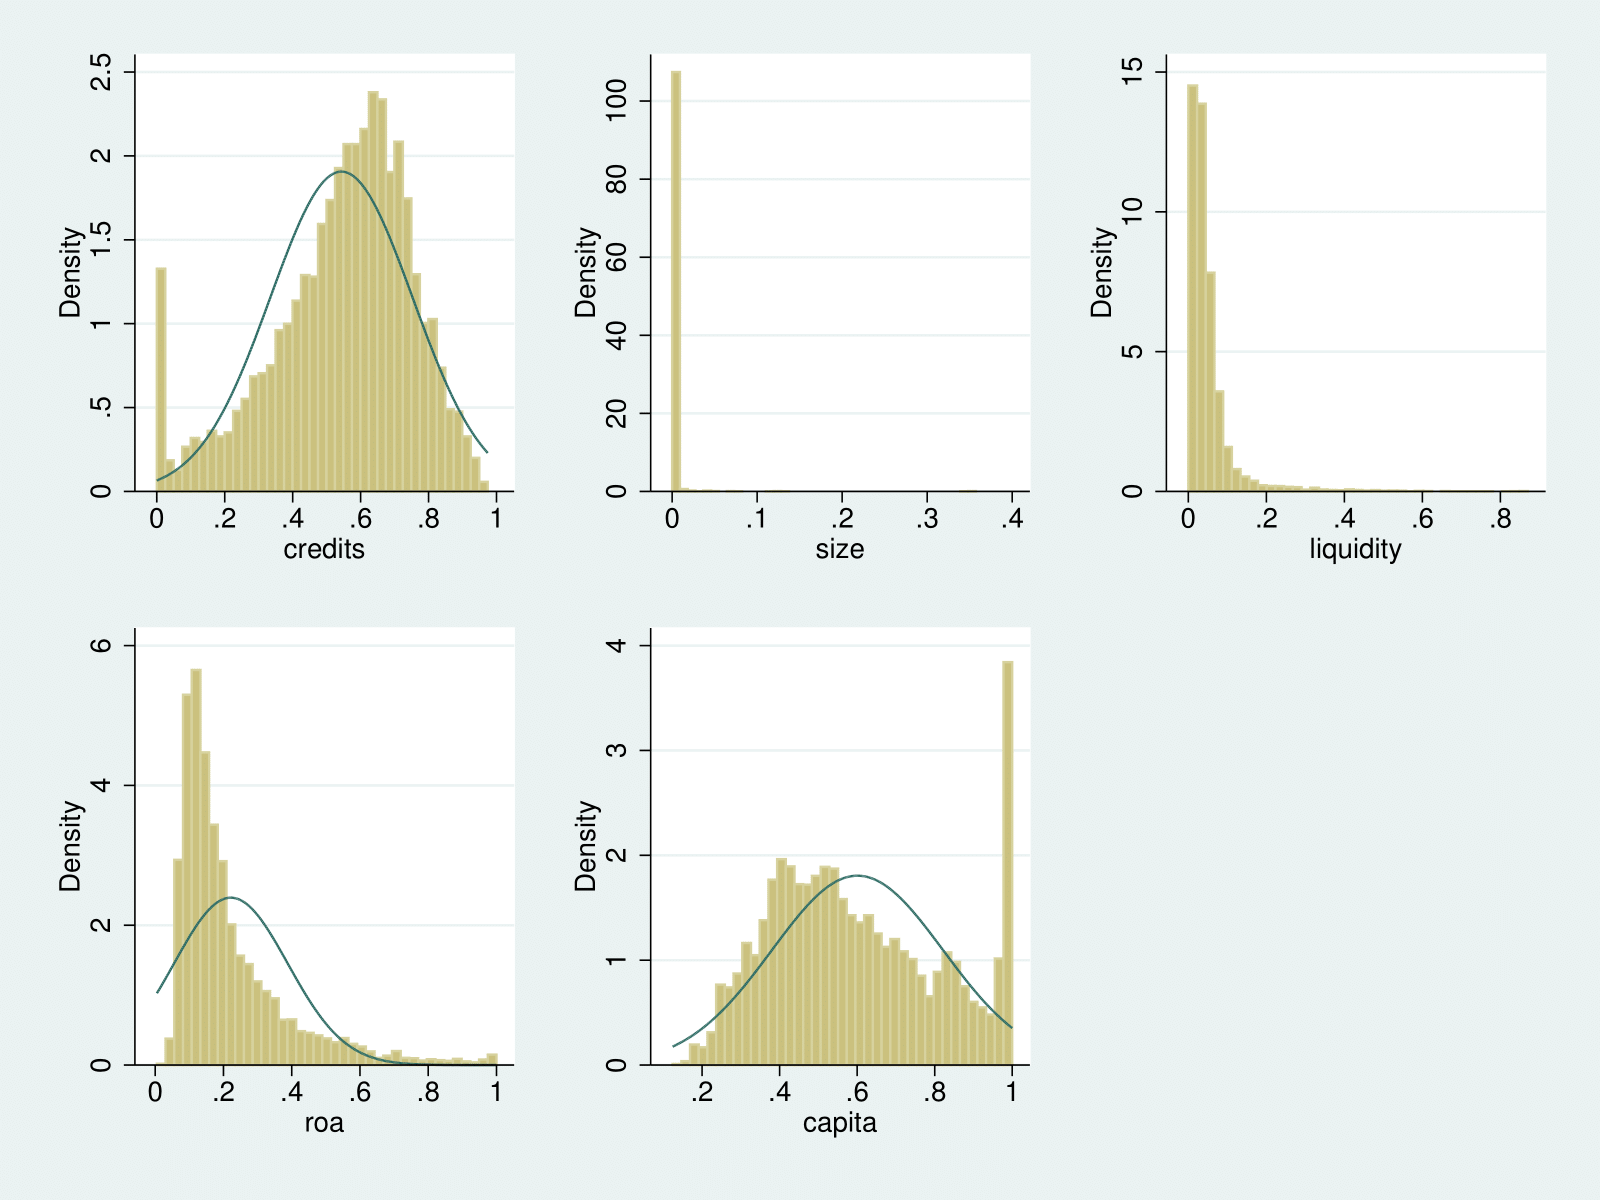 Density
0
.5
1
1.5
2
2.5
0 .2 .4 .6 .8 1
credits
Density
0
20
40
60
80
100
0 .1 .2 .3 .4
size
Density
0
5
10
15
0 .2 .4 .6 .8
liquidity
Density
0
2
4
6
0 .2 .4 .6 .8 1
roa
Density
0
1
2
3
4
.2 .4 .6 .8 1
capita